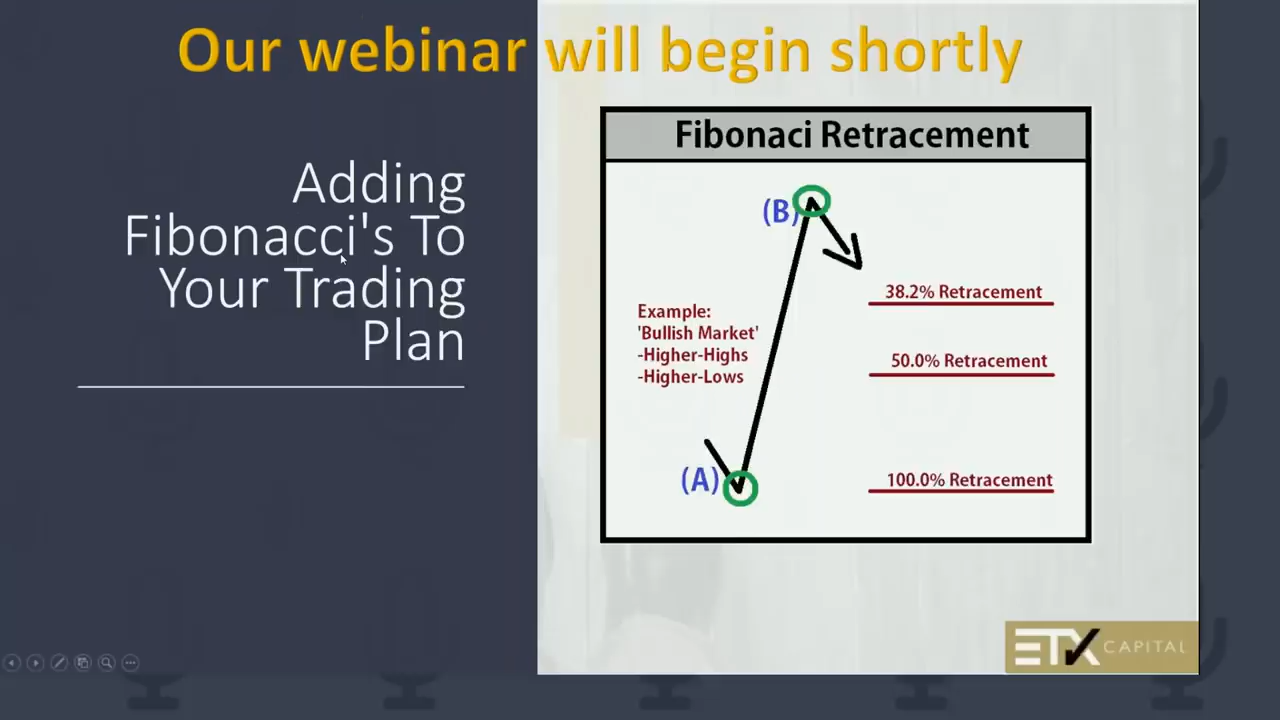 Our webinar will begin shortly
Adding
Fibonacci's To
Your Trading
Plan
Fibonaci Retracement
(B)
38.2% Retracement
Example:
'Bullish Market'
-Higher-Highs
-Higher-Lows
50.0% Retracement
(A)
100.0% Retracement
ETX CAPITAL